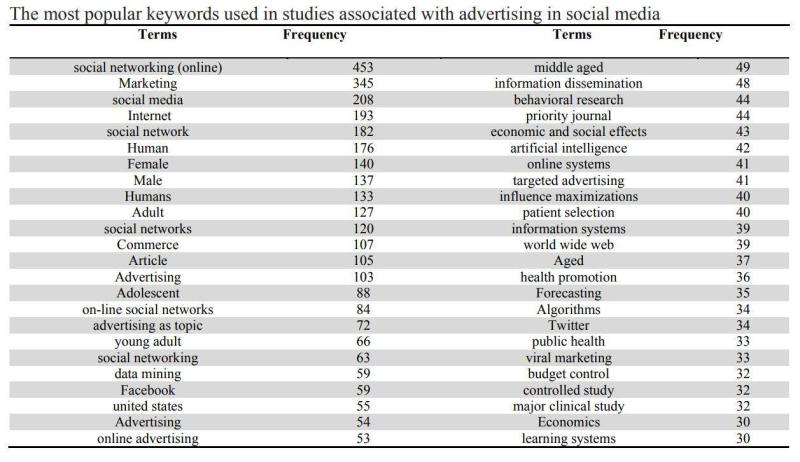 The most popular keywords used in studies associated with advertising in social media
Terms Frequency Terms Frequency
social networking (online) 453 middle aged 49
Marketing 345 information dissemination 48
social media 208 behavioral research 44
Internet 193 priority journal 44
social network 182 economic and social effects 43
Human 176 artificial intelligence 42
Female 140 online systems 41
Male 137 targeted advertising 41
Humans 133 influence maximizations 40
Adult 127 patient selection 40
social networks 120 information systems 39
Commerce 107 world wide web 39
Article 105 Aged 37
Advertising 103 health promotion 36
Adolescent 88 Forecasting 35
on-line social networks 84 Algorithms 34
advertising as topic 72 Twitter 34
young adult 66 public health 33
social networking 63 viral marketing 33
data mining 59 budget control 32
Facebook 59 controlled study 32
united states 55 major clinical study 32
Advertising 54 Economics 30
online advertising 53 learning systems 30